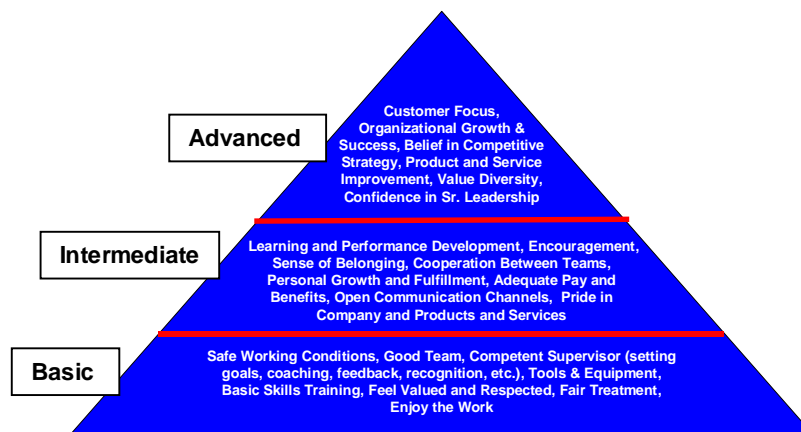 Advanced
Customer Focus,
Organizational Growth &
Success, Belief in Competitive
Strategy, Product and Service
Improvement, Value Diversity,
Confidence in Sr. Leadership
Intermediate
Learning and Performance Development, Encouragement,
Sense of Belonging, Cooperation Between Teams,
Personal Growth and Fulfillment, Adequate Pay and
Benefits, Open Communication Channels, Pride in
Company and Products and Services
Basic
Safe Working Conditions, Good Team, Competent Supervisor (setting
goals, coaching, feedback, recognition, etc.), Tools & Equipment,
Basic Skills Training, Feel Valued and Respected, Fair Treatment,
Enjoy the Work